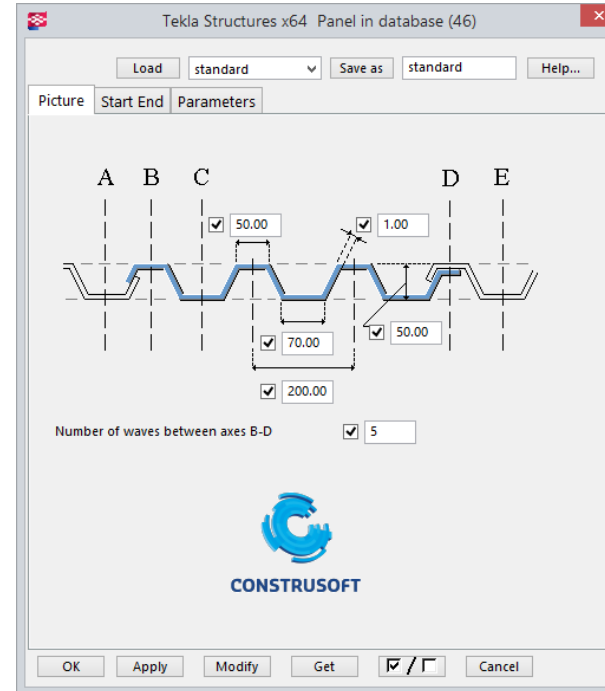 Tekla Structures x64 Panel in database (46)
Load standard Save as standard Help...
Picture Start End Parameters
A B C D E
50.00 1.00
50.00
70.00
200.00
Number of waves between axes B-D 5
CONSTRUSOFT
OK Apply Modify Get / Cancel